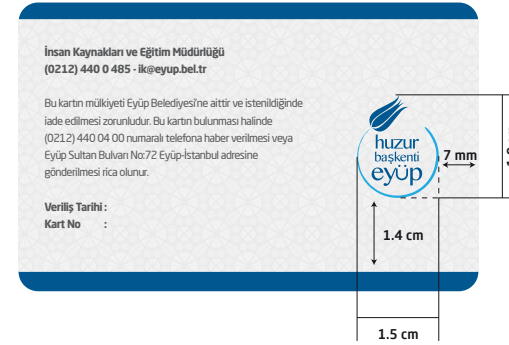 İnsan Kaynakları ve Eğitim Müdürlüğü
(0212) 440 0 485 - ik@eyup.bel.tr
Bu kartın mülkiyeti Eyüp Belediyesi'ne aittir ve istenildiğinde
iade edilmesi zorunludur. Bu kartın bulunması halinde
(0212) 440 04 00 numaralı telefona haber verilmesi veya
Eyüp Sultan Bulvarı No:72 Eyüp-İstanbul adresine
gönderilmesi rica olunur.
Veriliş Tarihi :
Kart No :
huzur
başkenti
eyüp
7 mm
1.4 cm
1.5 cm